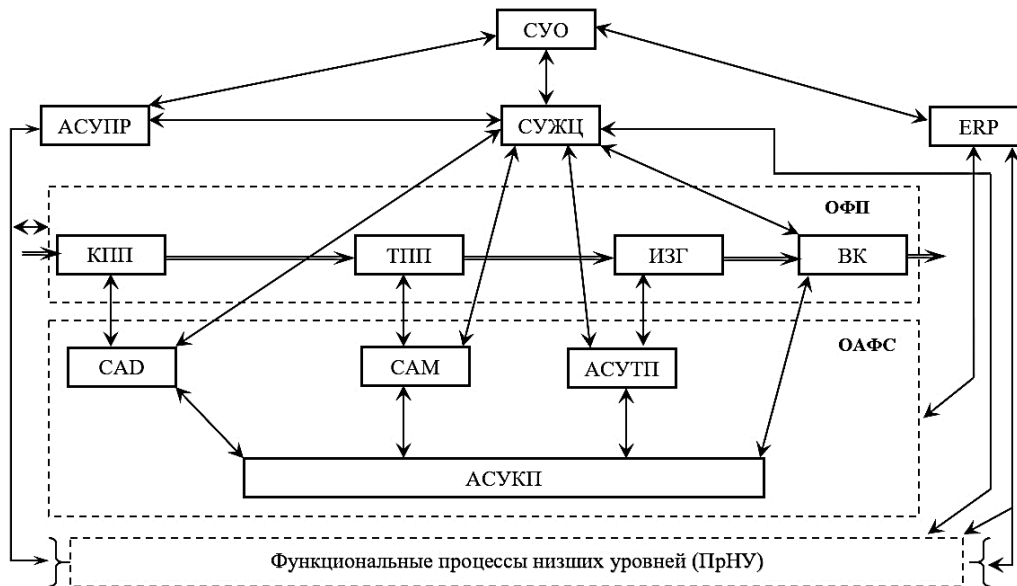 СУО
АСУПР
СУЖЦ
ERP
ОФП
КПП
ТПП
ИЗГ
ВК
ОАФС
CAD
CAM
АСУТП
АСУКП
Функциональные процессы низших уровней (ПрНУ)